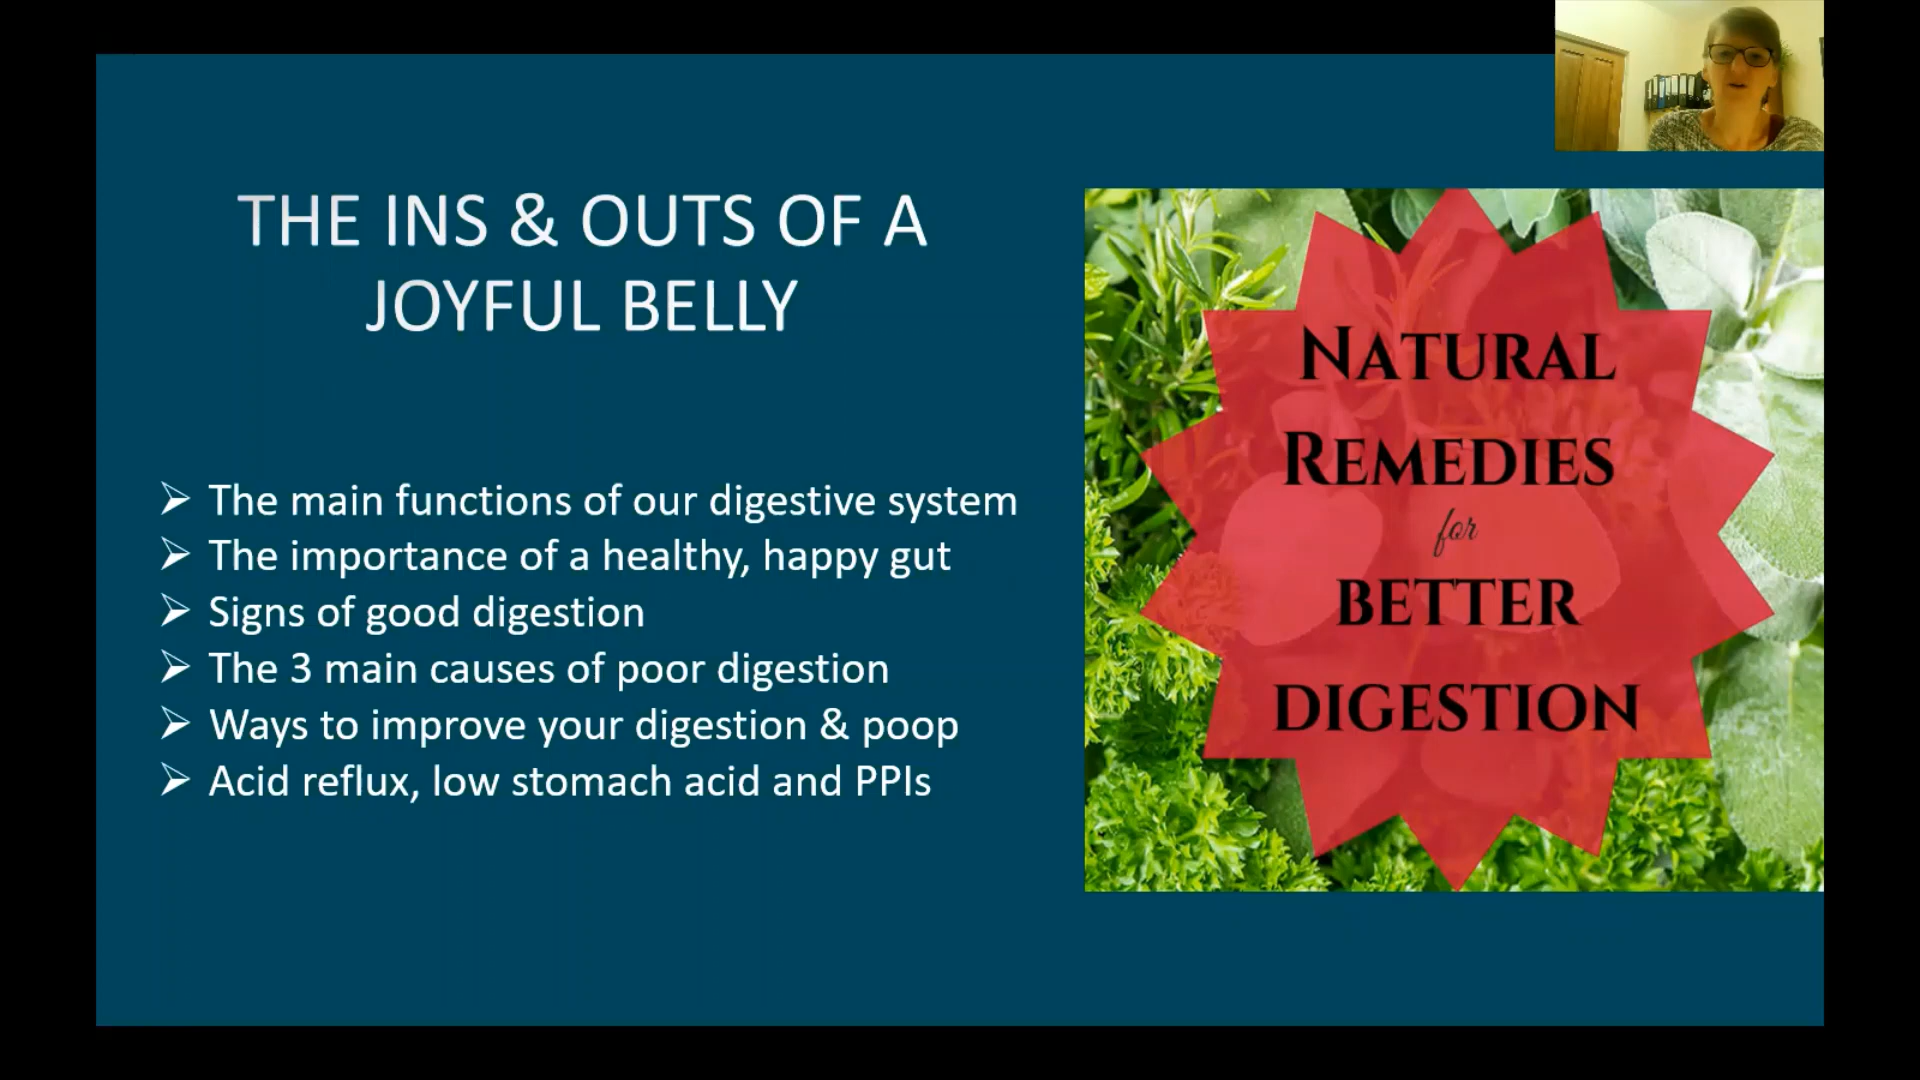 THE INS & OUTS OF A
JOYFUL BELLY
➢ The main functions of our digestive system
➢ The importance of a healthy, happy gut
➢ Signs of good digestion
➢ The 3 main causes of poor digestion
➢ Ways to improve your digestion & poop
➢ Acid reflux, low stomach acid and PPIs
NATURAL
REMEDIES
for
BETTER
DIGESTION